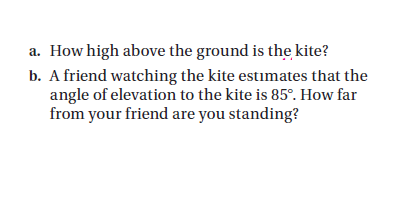 a. How high above the ground is the kite?
b. A friend watching the kite estimates that the
angle of elevation to the kite is 85°. How far
from your friend are you standing?